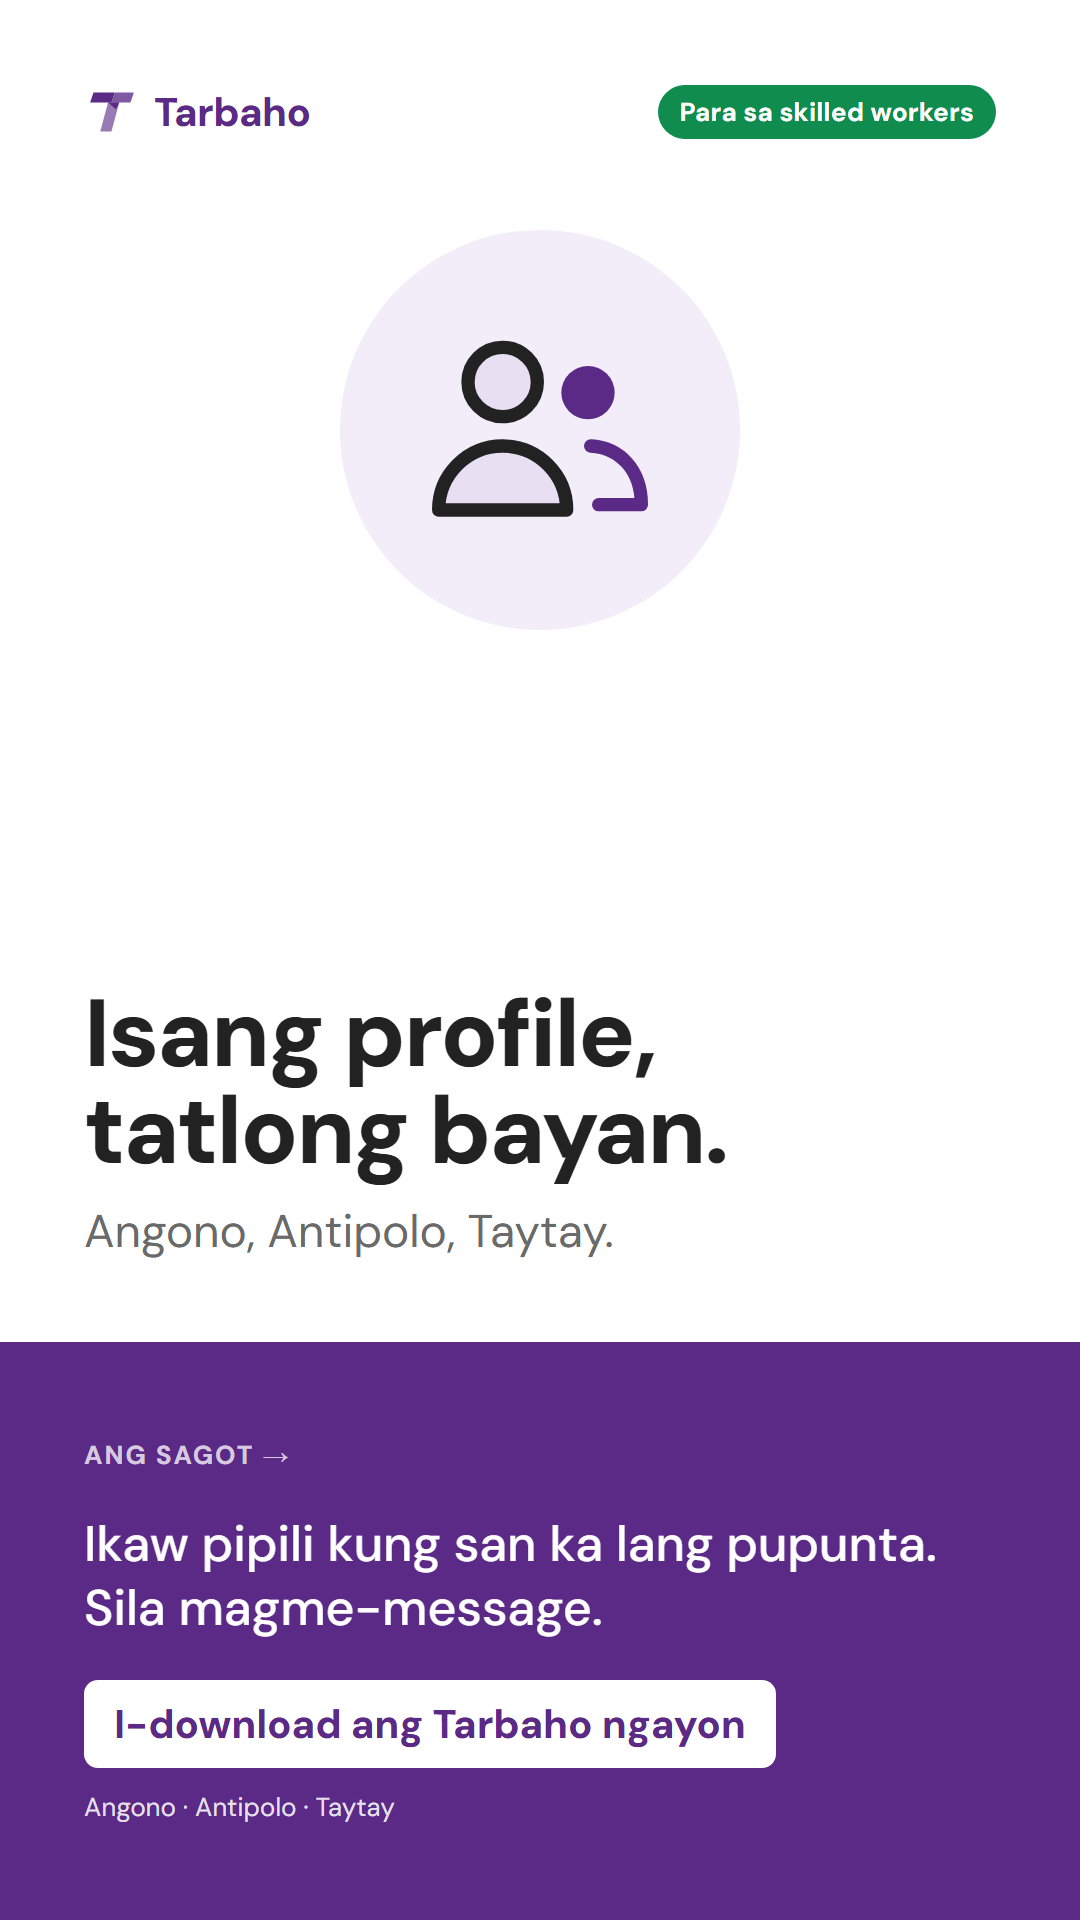 Tarbaho
Para sa skilled workers
Isang profile,
tatlong bayan.
Angono, Antipolo, Taytay.
ANG SAGOT →
Ikaw pipili kung san ka lang pupunta.
Sila magme-message.
I-download ang Tarbaho ngayon
Angono · Antipolo · Taytay